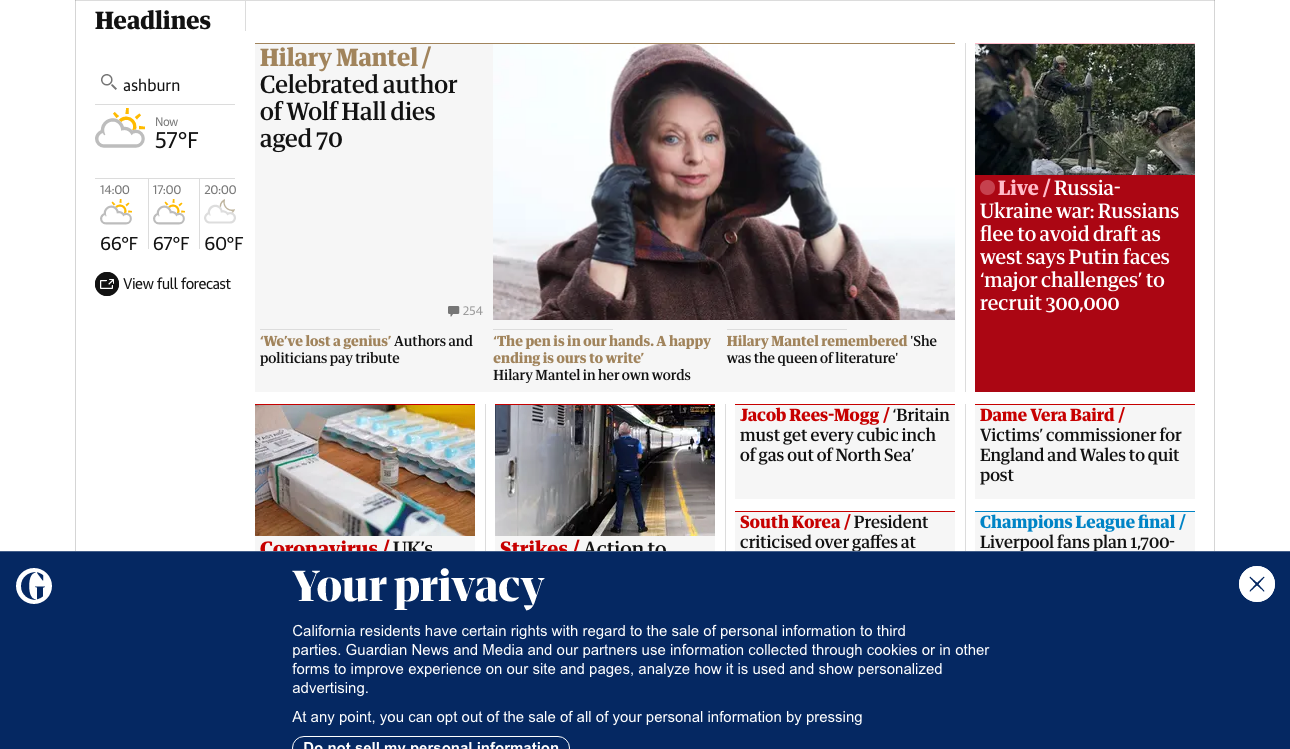 Headlines
ashburn
Now
57°F
14:00
66°F
17:00
67°F
20:00
60°F
View full forecast
Hilary Mantel /
Celebrated author
of Wolf Hall dies
aged 70
254
‘We’ve lost a genius’ Authors and
politicians pay tribute
‘The pen is in our hands. A happy
ending is ours to write’
Hilary Mantel in her own words
Hilary Mantel remembered 'She
was the queen of literature'
Live / Russia-
Ukraine war: Russians
flee to avoid draft as
west says Putin faces
‘major challenges’ to
recruit 300,000
Coronavirus / UK’s
Strikes / Action to
Jacob Rees-Mogg / ‘Britain
must get every cubic inch
of gas out of North Sea’
South Korea / President
criticised over gaffes at
Dame Vera Baird /
Victims’ commissioner for
England and Wales to quit
post
Champions League final /
Liverpool fans plan 1,700-
Your privacy
California residents have certain rights with regard to the sale of personal information to third
parties. Guardian News and Media and our partners use information collected through cookies or in other
forms to improve experience on our site and pages, analyze how it is used and show personalized
advertising.
At any point, you can opt out of the sale of all of your personal information by pressing
Do not sell my personal information